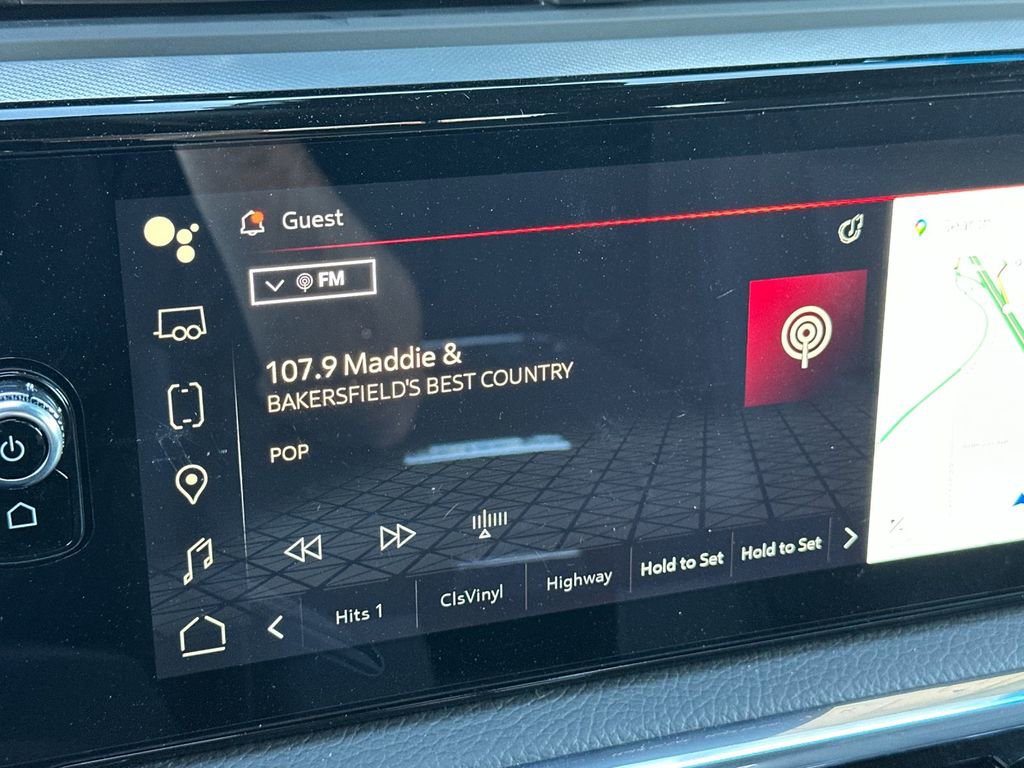 Guest
FM
107.9 Maddie &
BAKERSFIELD'S BEST COUNTRY
POP
Hits 1
ClsVinyl
Highway
Hold to Set
Hold to Set